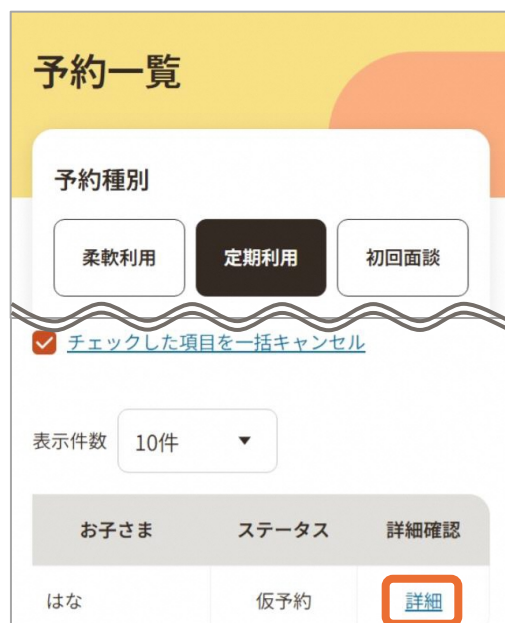 予約一覧
予約種別
柔軟利用 定期利用 初回面談
チェックした項目を一括キャンセル
表示件数 10件
お子さま ステータス 詳細確認
はな 仮予約 詳細